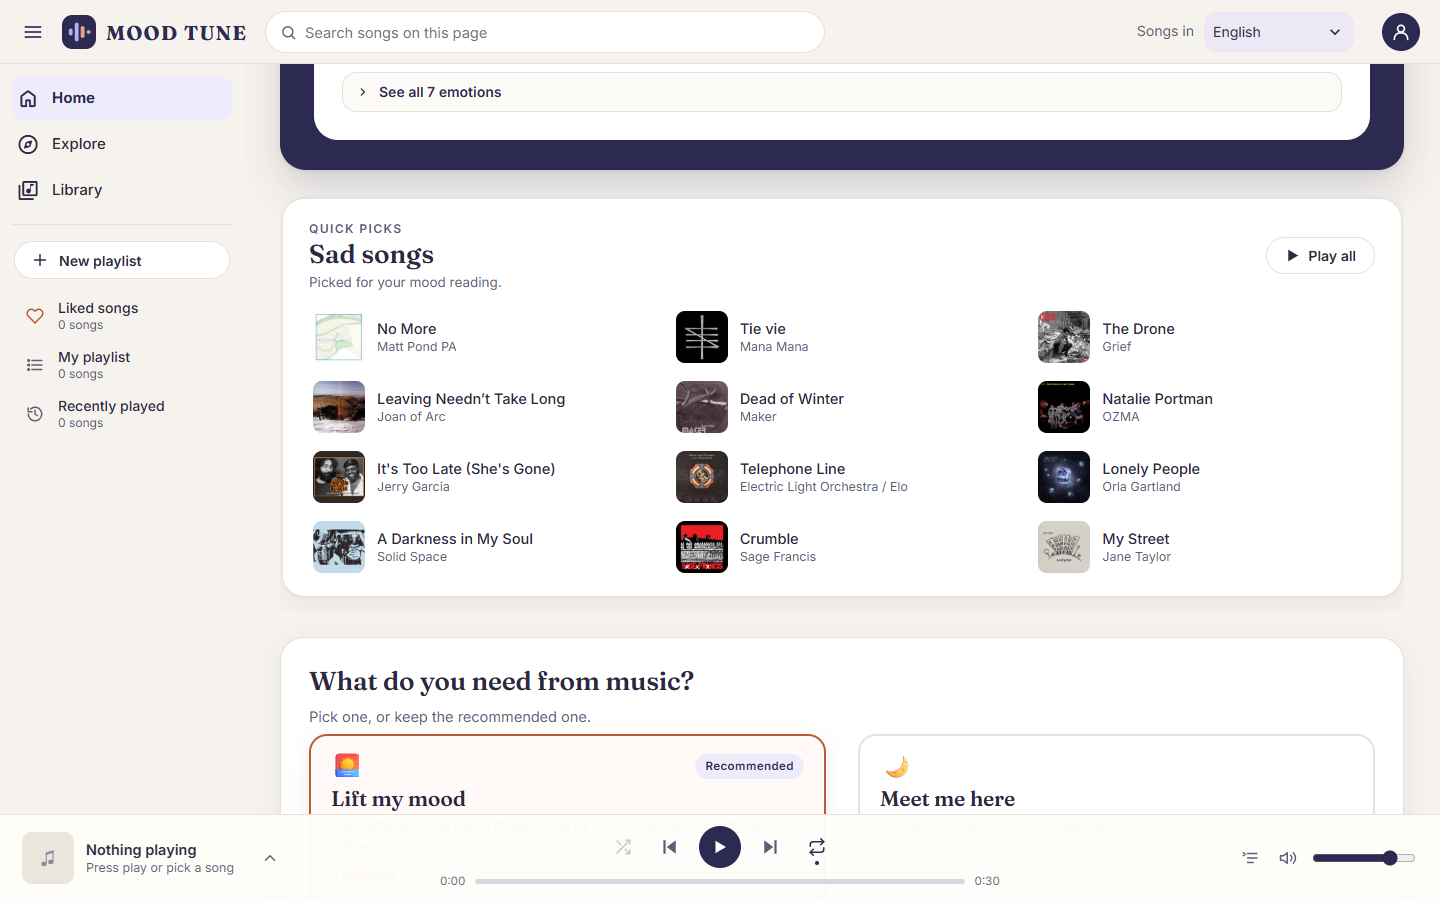 MOOD TUNE
Search songs on this page
Songs in
English
Home
Explore
Library
New playlist
Liked songs
0 songs
My playlist
0 songs
Recently played
0 songs
See all 7 emotions
QUICK PICKS
Sad songs
Picked for your mood reading.
Play all
No More
Matt Pond PA
Tie vie
Mana Mana
The Drone
Grief
Leaving Needn’t Take Long
Joan of Arc
Dead of Winter
Maker
Natalie Portman
OZMA
It's Too Late (She's Gone)
Jerry Garcia
Telephone Line
Electric Light Orchestra / Elo
Lonely People
Orla Gartland
A Darkness in My Soul
Solid Space
Crumble
Sage Francis
My Street
Jane Taylor
What do you need from music?
Pick one, or keep the recommended one.
Recommended
Lift my mood
Meet me here
Nothing playing
Press play or pick a song
0:00
0:30